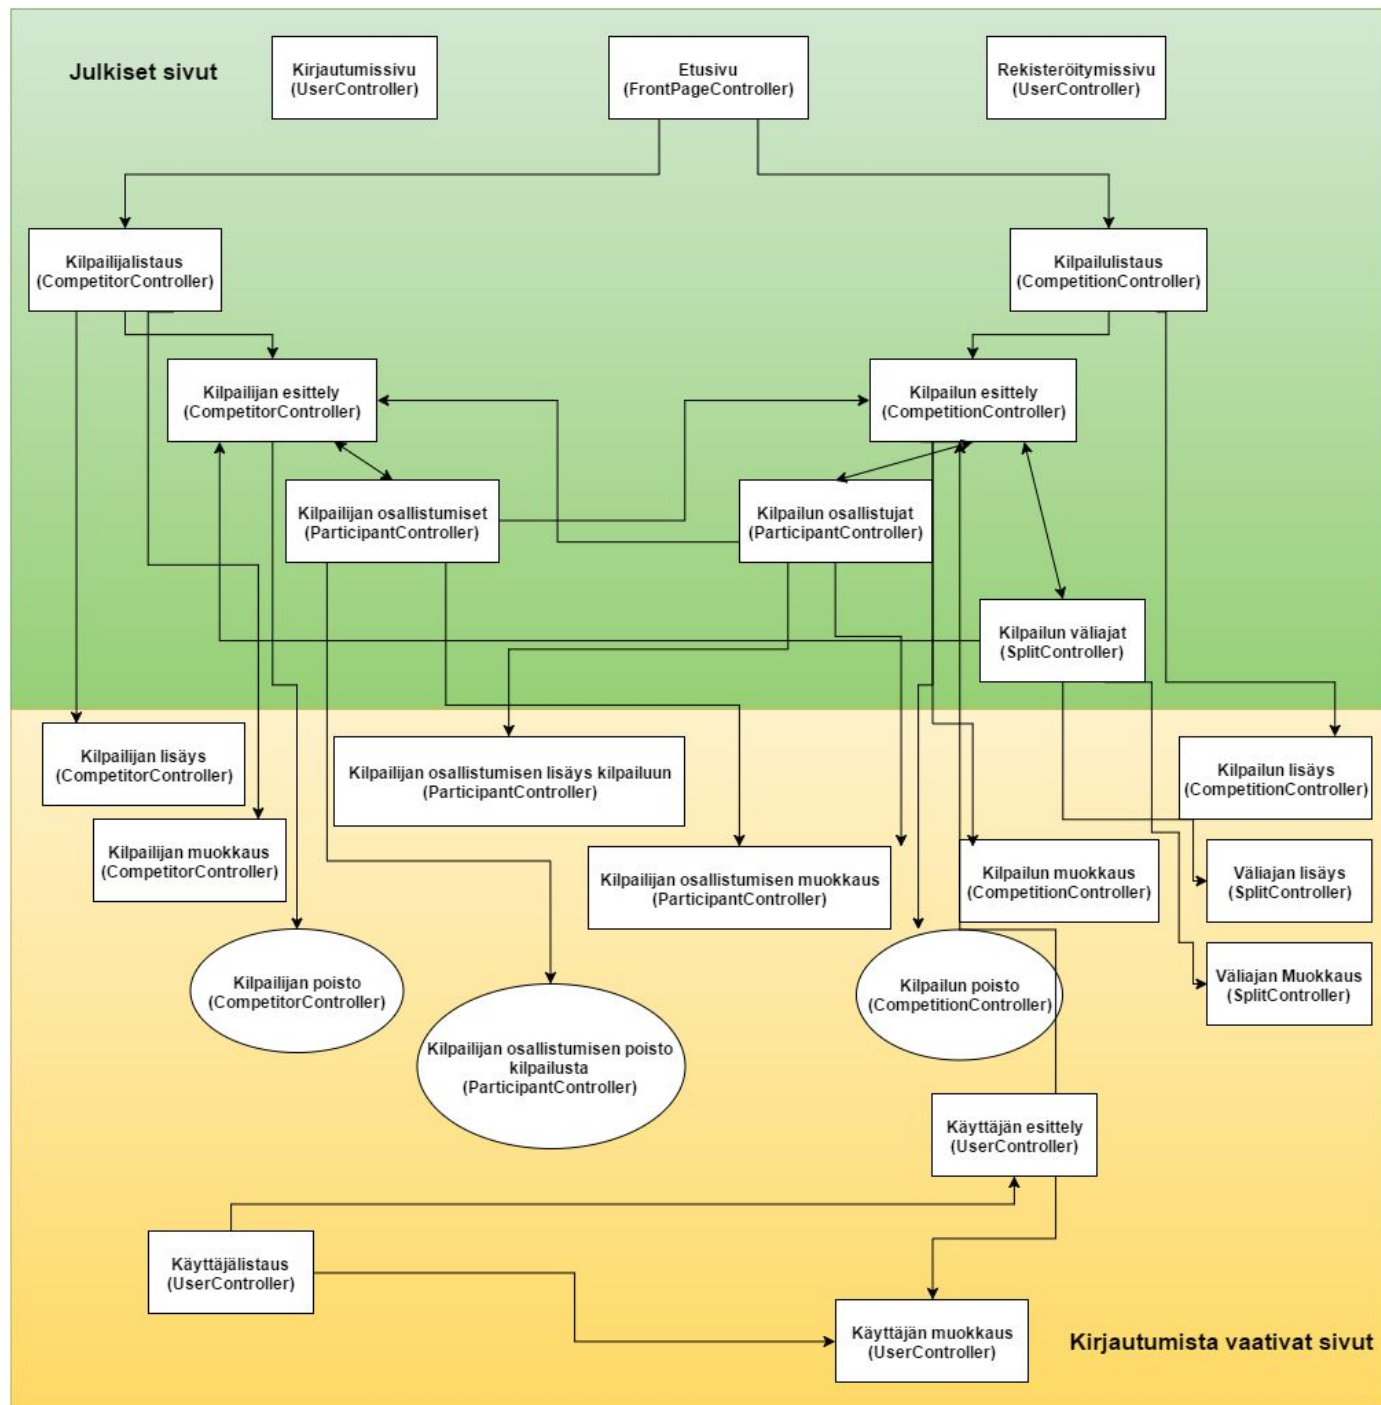 Julkiset sivut
Kirjautumissivu
(UserController)
Etusivu
(FrontPageController)
Rekisteröitymissivu
(UserController)
Kilpailijalistaus
(CompetitorController)
Kilpailulistaus
(CompetitionController)
Kilpailijan esittely
(CompetitorController)
Kilpailun esittely
(CompetitionController)
Kilpailijan osallistumiset
(ParticipantController)
Kilpailun osallistujat
(ParticipantController)
Kilpailun väliajat
(SplitController)
Kilpailijan lisäys
(CompetitorController)
Kilpailijan osallistumisen lisäys kilpailuun
(ParticipantController)
Kilpailun lisäys
(CompetitionController)
Kilpailijan muokkaus
(CompetitorController)
Kilpailijan osallistumisen muokkaus
(ParticipantController)
Kilpailun muokkaus
(CompetitionController)
Väliajan lisäys
(SplitController)
Kilpailijan poisto
(CompetitorController)
Kilpailun poisto
(CompetitionController)
Väliajan Muokkaus
(SplitController)
Kilpailijan osallistumisen poisto
kilpailusta
(ParticipantController)
Käyttäjän esittely
(UserController)
Käyttäjälistaus
(UserController)
Käyttäjän muokkaus
(UserController)
Kirjautumista vaativat sivut